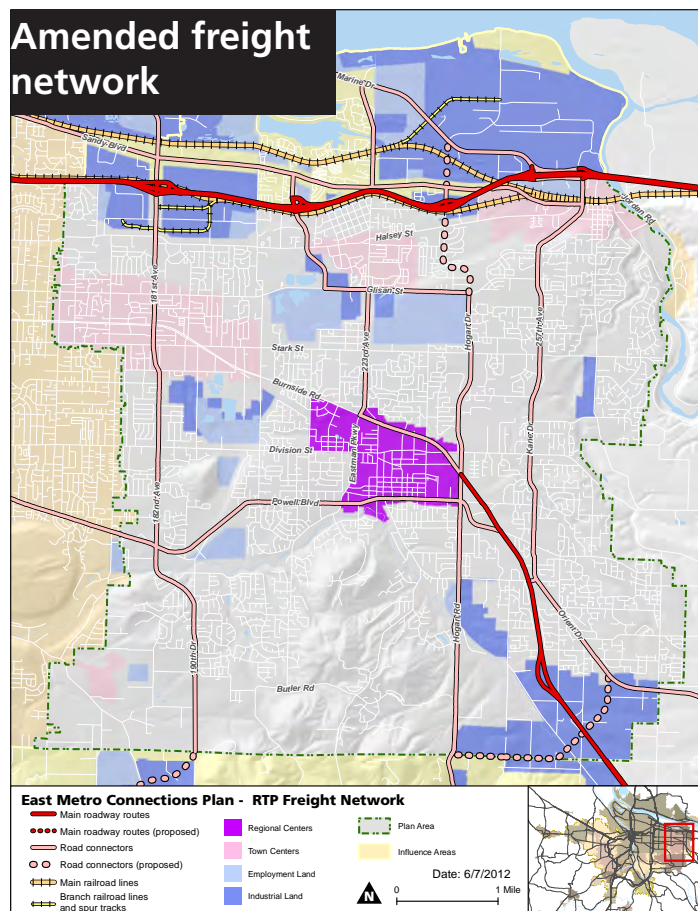 Amended freight
network
Marine Dr
Sandy Blvd
Jorden Rd
Halsey St
181st Ave
Glisan St
257th Ave
Hogan Dr
223rd Ave
Stark St
Burnside Rd
Eastman Pkwy
Kane Dr
Division St
Powell Blvd
182nd Ave
Orient Dr
Hogan Rd
190th Dr
Butler Rd
East Metro Connections Plan - RTP Freight Network
Main roadway routes
Main roadway routes (proposed)
Road connectors
Road connectors (proposed)
Main railroad lines
Branch railroad lines
and spur tracks
Regional Centers
Town Centers
Employment Land
Industrial Land
Plan Area
Influence Areas
Date: 6/7/2012
N
0 1 Mile